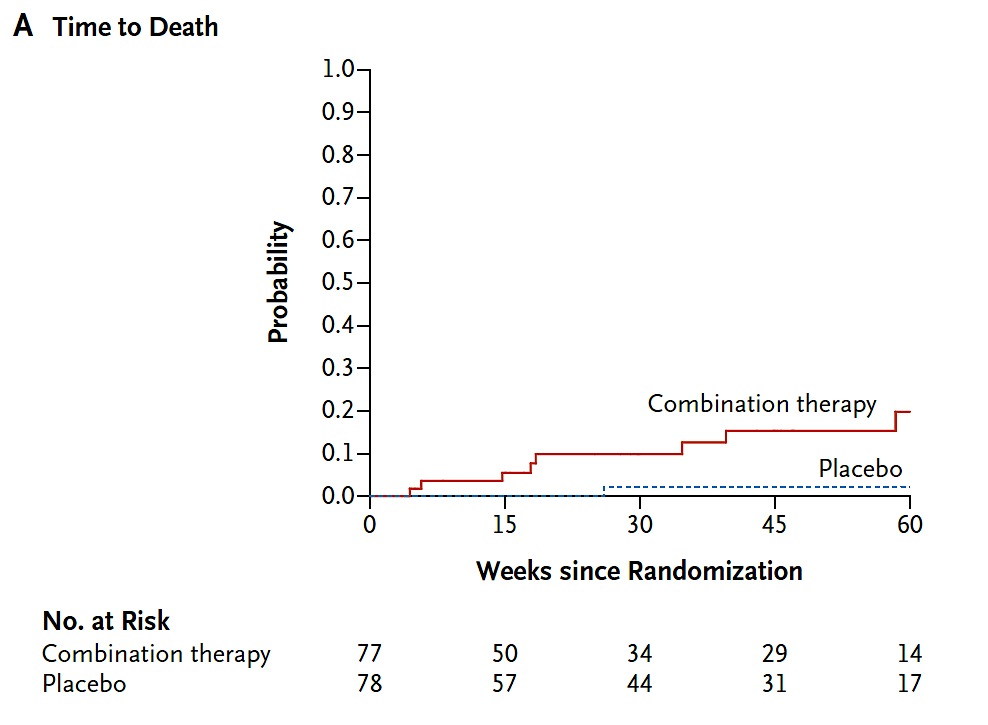 A Time to Death
1.0
0.9
0.8
0.7
0.6
0.5
0.4
0.3
0.2
0.1
0.0
Probability
Combination therapy
Placebo
0 15 30 45 60
Weeks since Randomization
No. at Risk
Combination therapy 77 50 34 29 14
Placebo 78 57 44 31 17